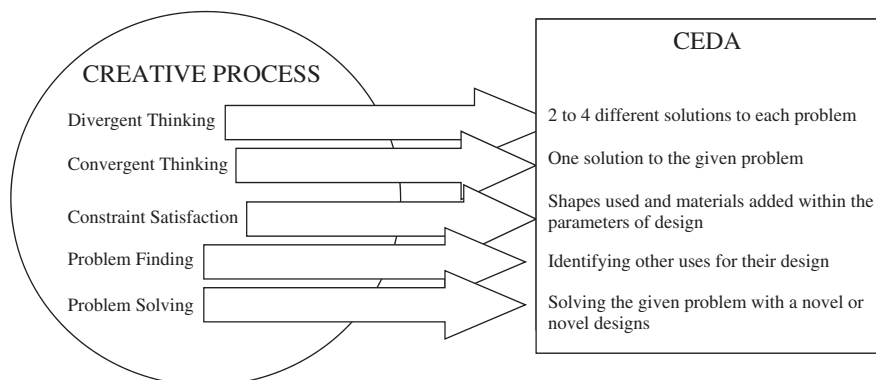 CEDA
CREATIVE PROCESS
Divergent Thinking
2 to 4 different solutions to each problem
Convergent Thinking
One solution to the given problem
Constraint Satisfaction
Shapes used and materials added within the
parameters of design
Problem Finding
Identifying other uses for their design
Problem Solving
Solving the given problem with a novel or
novel designs